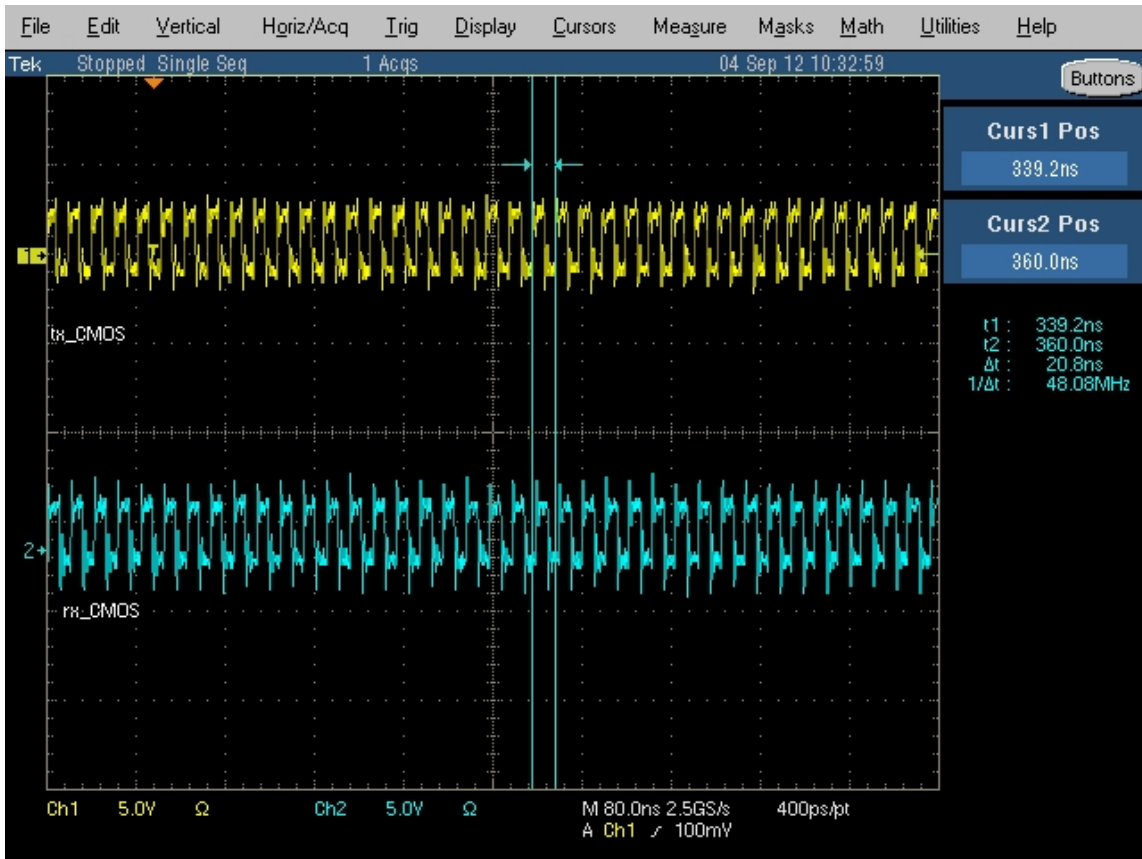 File Edit Vertical Horiz/Acq Trig Display Cursors Measure Masks Math Utilities Help
Tek Stopped Single Seq 1 Acqs 04 Sep 12 10:32:59
Buttons
Curs1 Pos
339.2ns
Curs2 Pos
360.0ns
1
tx_CMOS
t1 : 339.2ns
t2 : 360.0ns
Δt : 20.8ns
1/Δt : 48.08MHz
2
rx_CMOS
Ch1 5.0V Ω Ch2 5.0V Ω M 80.0ns 2.5GS/s 400ps/pt
A Ch1 / 100mV